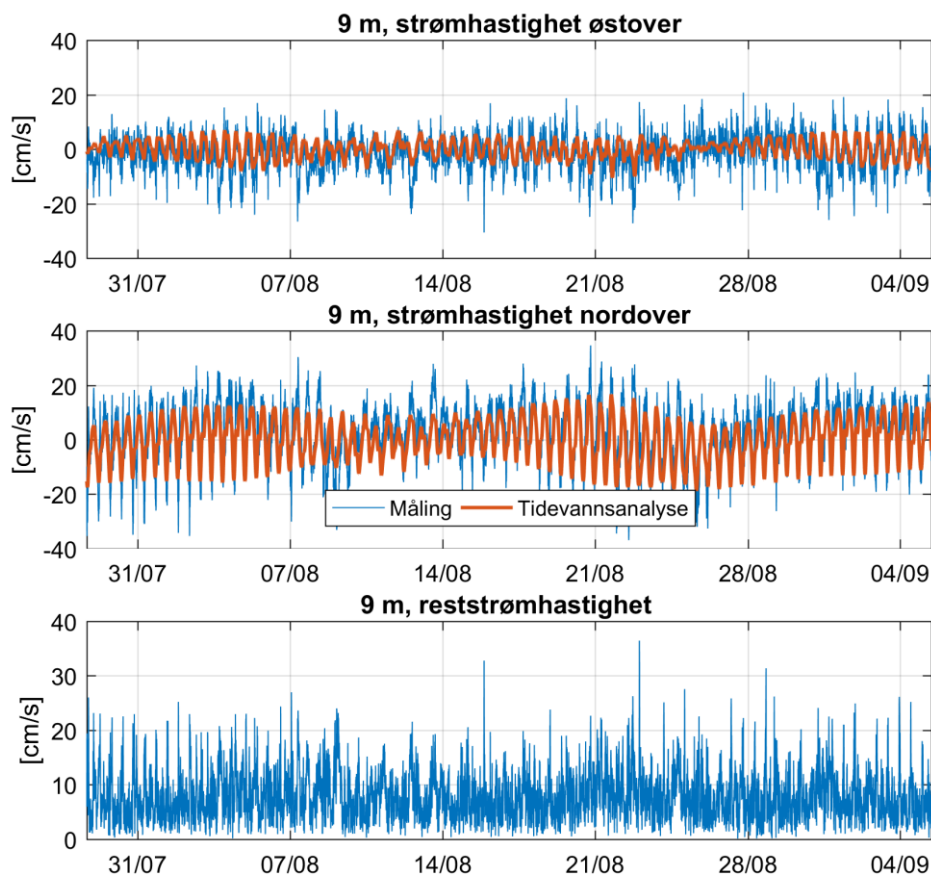 9 m, strømhastighet østover
40
20
0
-20
-40
[cm/s]
31/07 07/08 14/08 21/08 28/08 04/09
9 m, strømhastighet nordover
40
20
0
-20
-40
[cm/s]
Måling Tidevannsanalyse
31/07 07/08 14/08 21/08 28/08 04/09
9 m, reststrømhastighet
40
30
20
10
0
[cm/s]
31/07 07/08 14/08 21/08 28/08 04/09